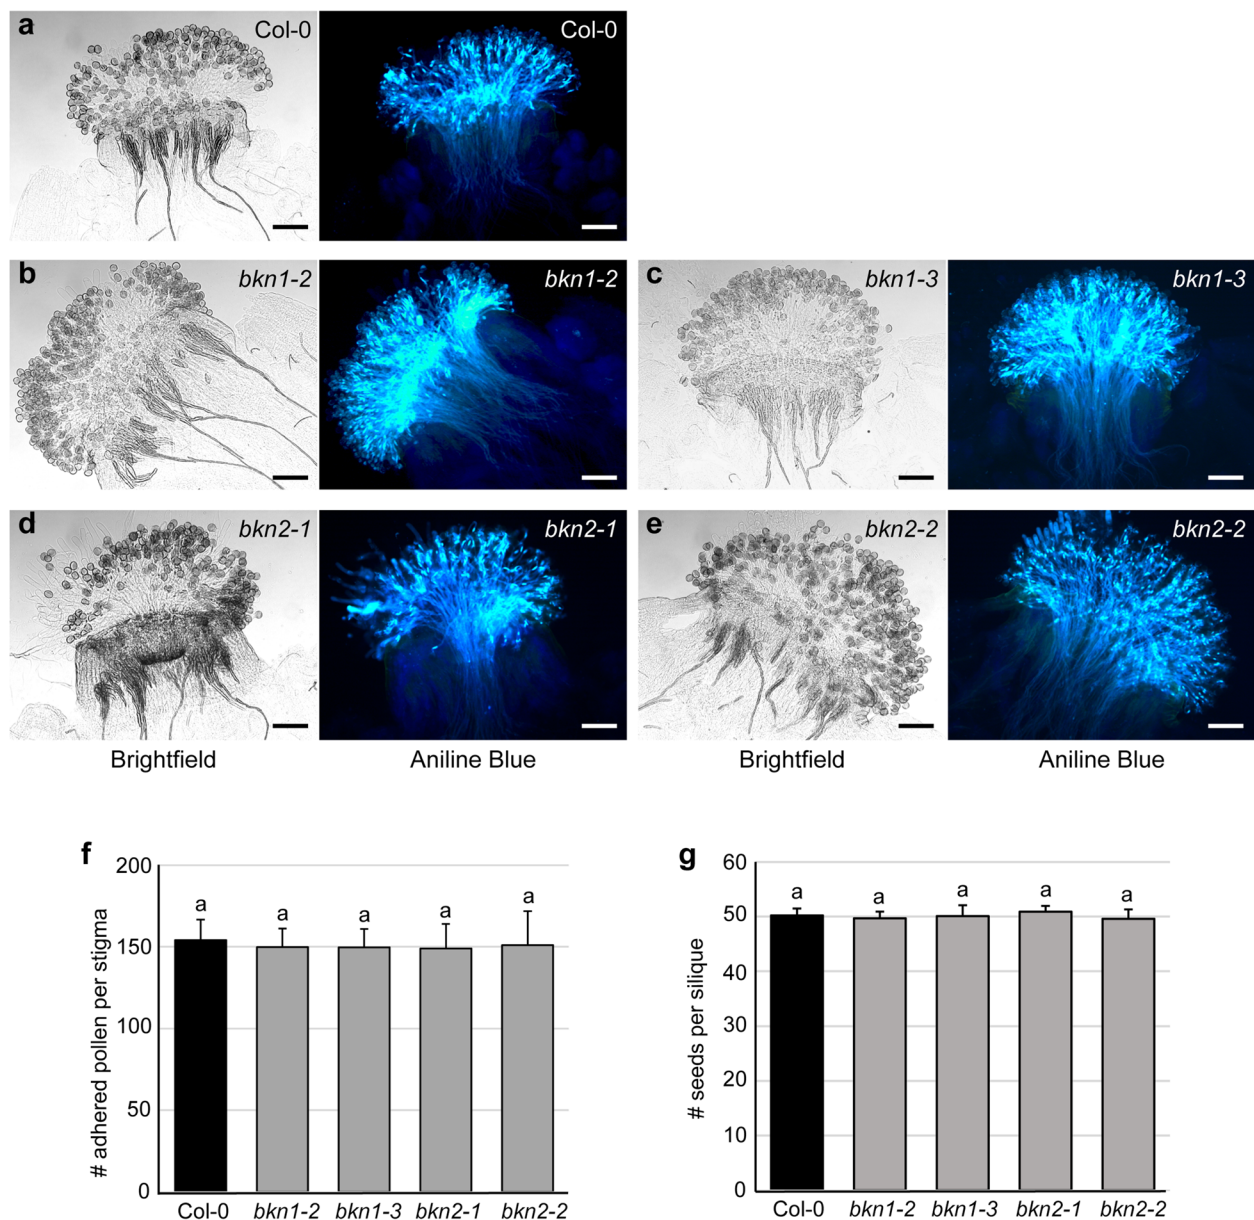 a Col-0 Col-0
b bkn1-2 bkn1-2 c bkn1-3 bkn1-3
d bkn2-1 bkn2-1 e bkn2-2 bkn2-2
Brightfield Aniline Blue Brightfield Aniline Blue
f
# adhered pollen per stigma
200
150
100
50
0
a a a a a
Col-0 bkn1-2 bkn1-3 bkn2-1 bkn2-2
g
# seeds per silique
60
50
40
30
20
10
0
a a a a a
Col-0 bkn1-2 bkn1-3 bkn2-1 bkn2-2